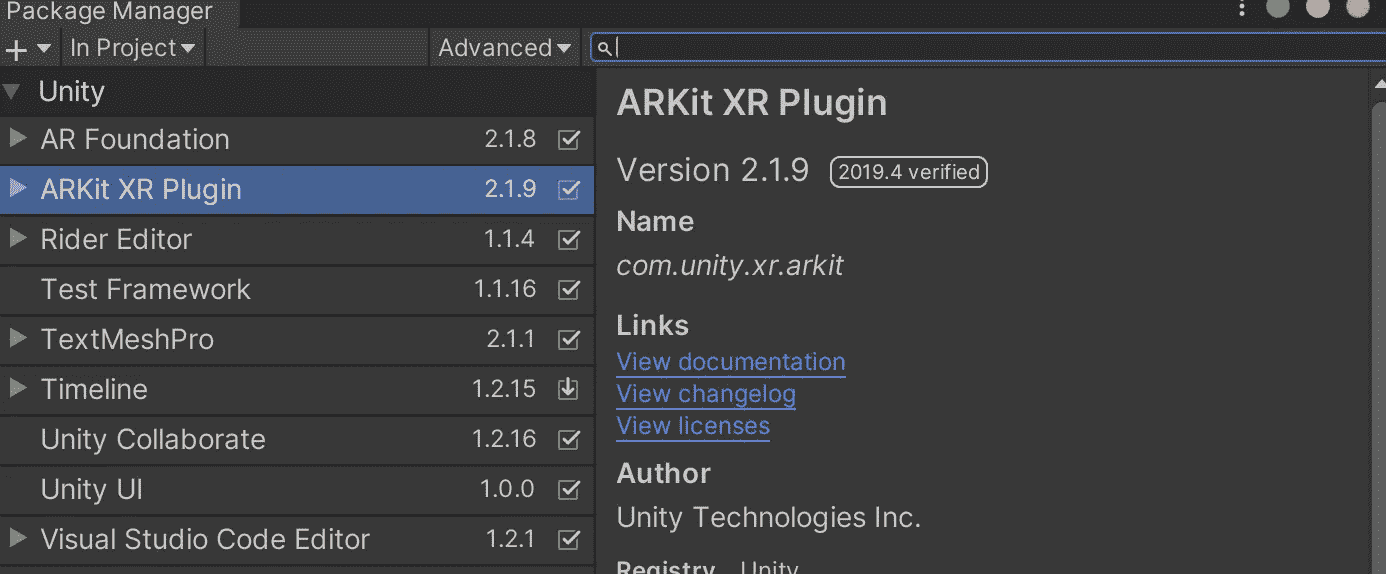 Package Manager
+ In Project Advanced
Unity
AR Foundation 2.1.8
ARKit XR Plugin 2.1.9
Rider Editor 1.1.4
Test Framework 1.1.16
TextMeshPro 2.1.1
Timeline 1.2.15
Unity Collaborate 1.2.16
Unity UI 1.0.0
Visual Studio Code Editor 1.2.1
ARKit XR Plugin
Version 2.1.9 2019.4 verified
Name
com.unity.xr.arkit
Links
View documentation
View changelog
View licenses
Author
Unity Technologies Inc.
Registry Unity